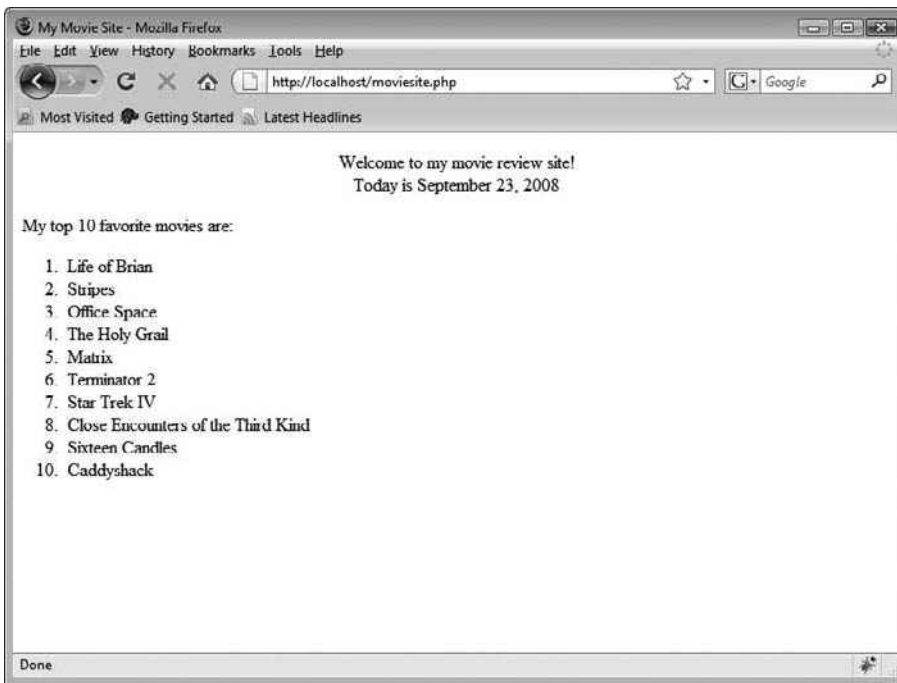 My Movie Site - Mozilla Firefox
File Edit View History Bookmarks Tools Help
http://localhost/moviesite.php
G Google
Most Visited Getting Started Latest Headlines
Welcome to my movie review site!
Today is September 23, 2008
My top 10 favorite movies are:
1. Life of Brian
2. Stripes
3. Office Space
4. The Holy Grail
5. Matrix
6. Terminator 2
7. Star Trek IV
8. Close Encounters of the Third Kind
9. Sixteen Candles
10. Caddyshack
Done